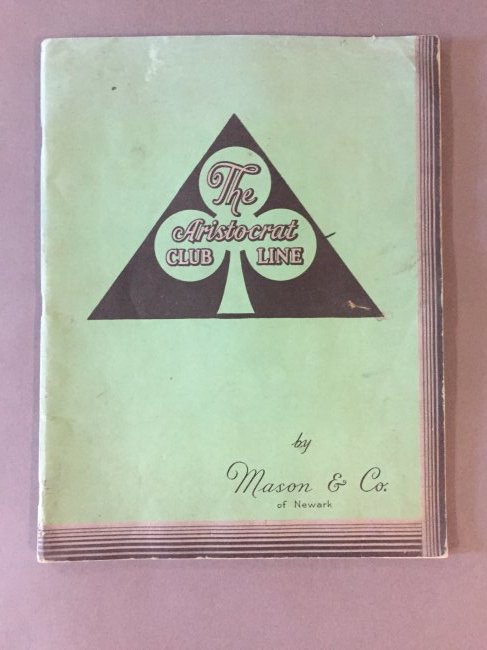 The
Aristocrat
CLUB LINE
by
Mason & Co.
of Newark